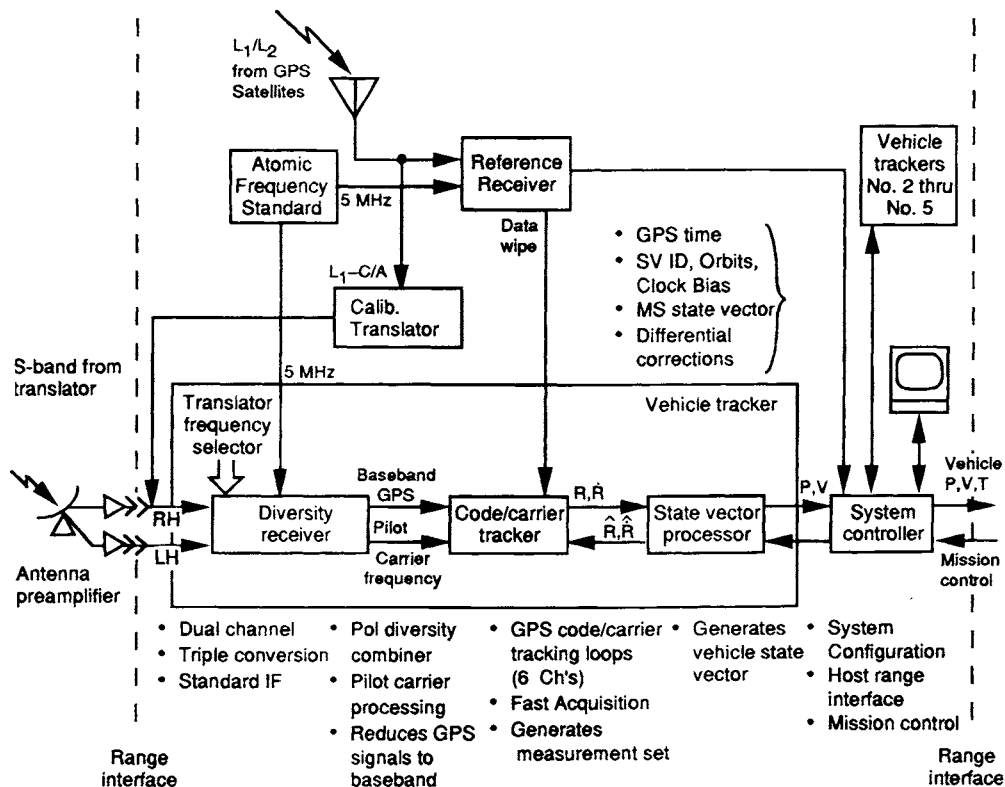 L1/L2
from GPS
Satellites
Atomic
Frequency
Standard
5 MHz
Reference
Receiver
Vehicle
trackers
No. 2 thru
No. 5
Data
wipe
• GPS time
• SV ID, Orbits,
Clock Bias
• MS state vector
• Differential
corrections
L1–C/A
Calib.
Translator
S-band from
translator
5 MHz
Translator
frequency
selector
Vehicle tracker
RH
LH
Diversity
receiver
Baseband
GPS
Pilot
Carrier
frequency
Code/carrier
tracker
R,Ṙ
R̂,Ṙ̂
State vector
processor
P,V
System
controller
Vehicle
P,V,T
Mission
control
Antenna
preamplifier
• Dual channel
• Triple conversion
• Standard IF
• Pol diversity
combiner
• Pilot carrier
processing
• Reduces GPS
signals to
baseband
• GPS code/carrier
tracking loops
(6 Ch's)
• Fast Acquisition
• Generates
measurement set
• Generates
vehicle state
vector
• System
Configuration
• Host range
interface
• Mission control
Range
interface
Range
interface